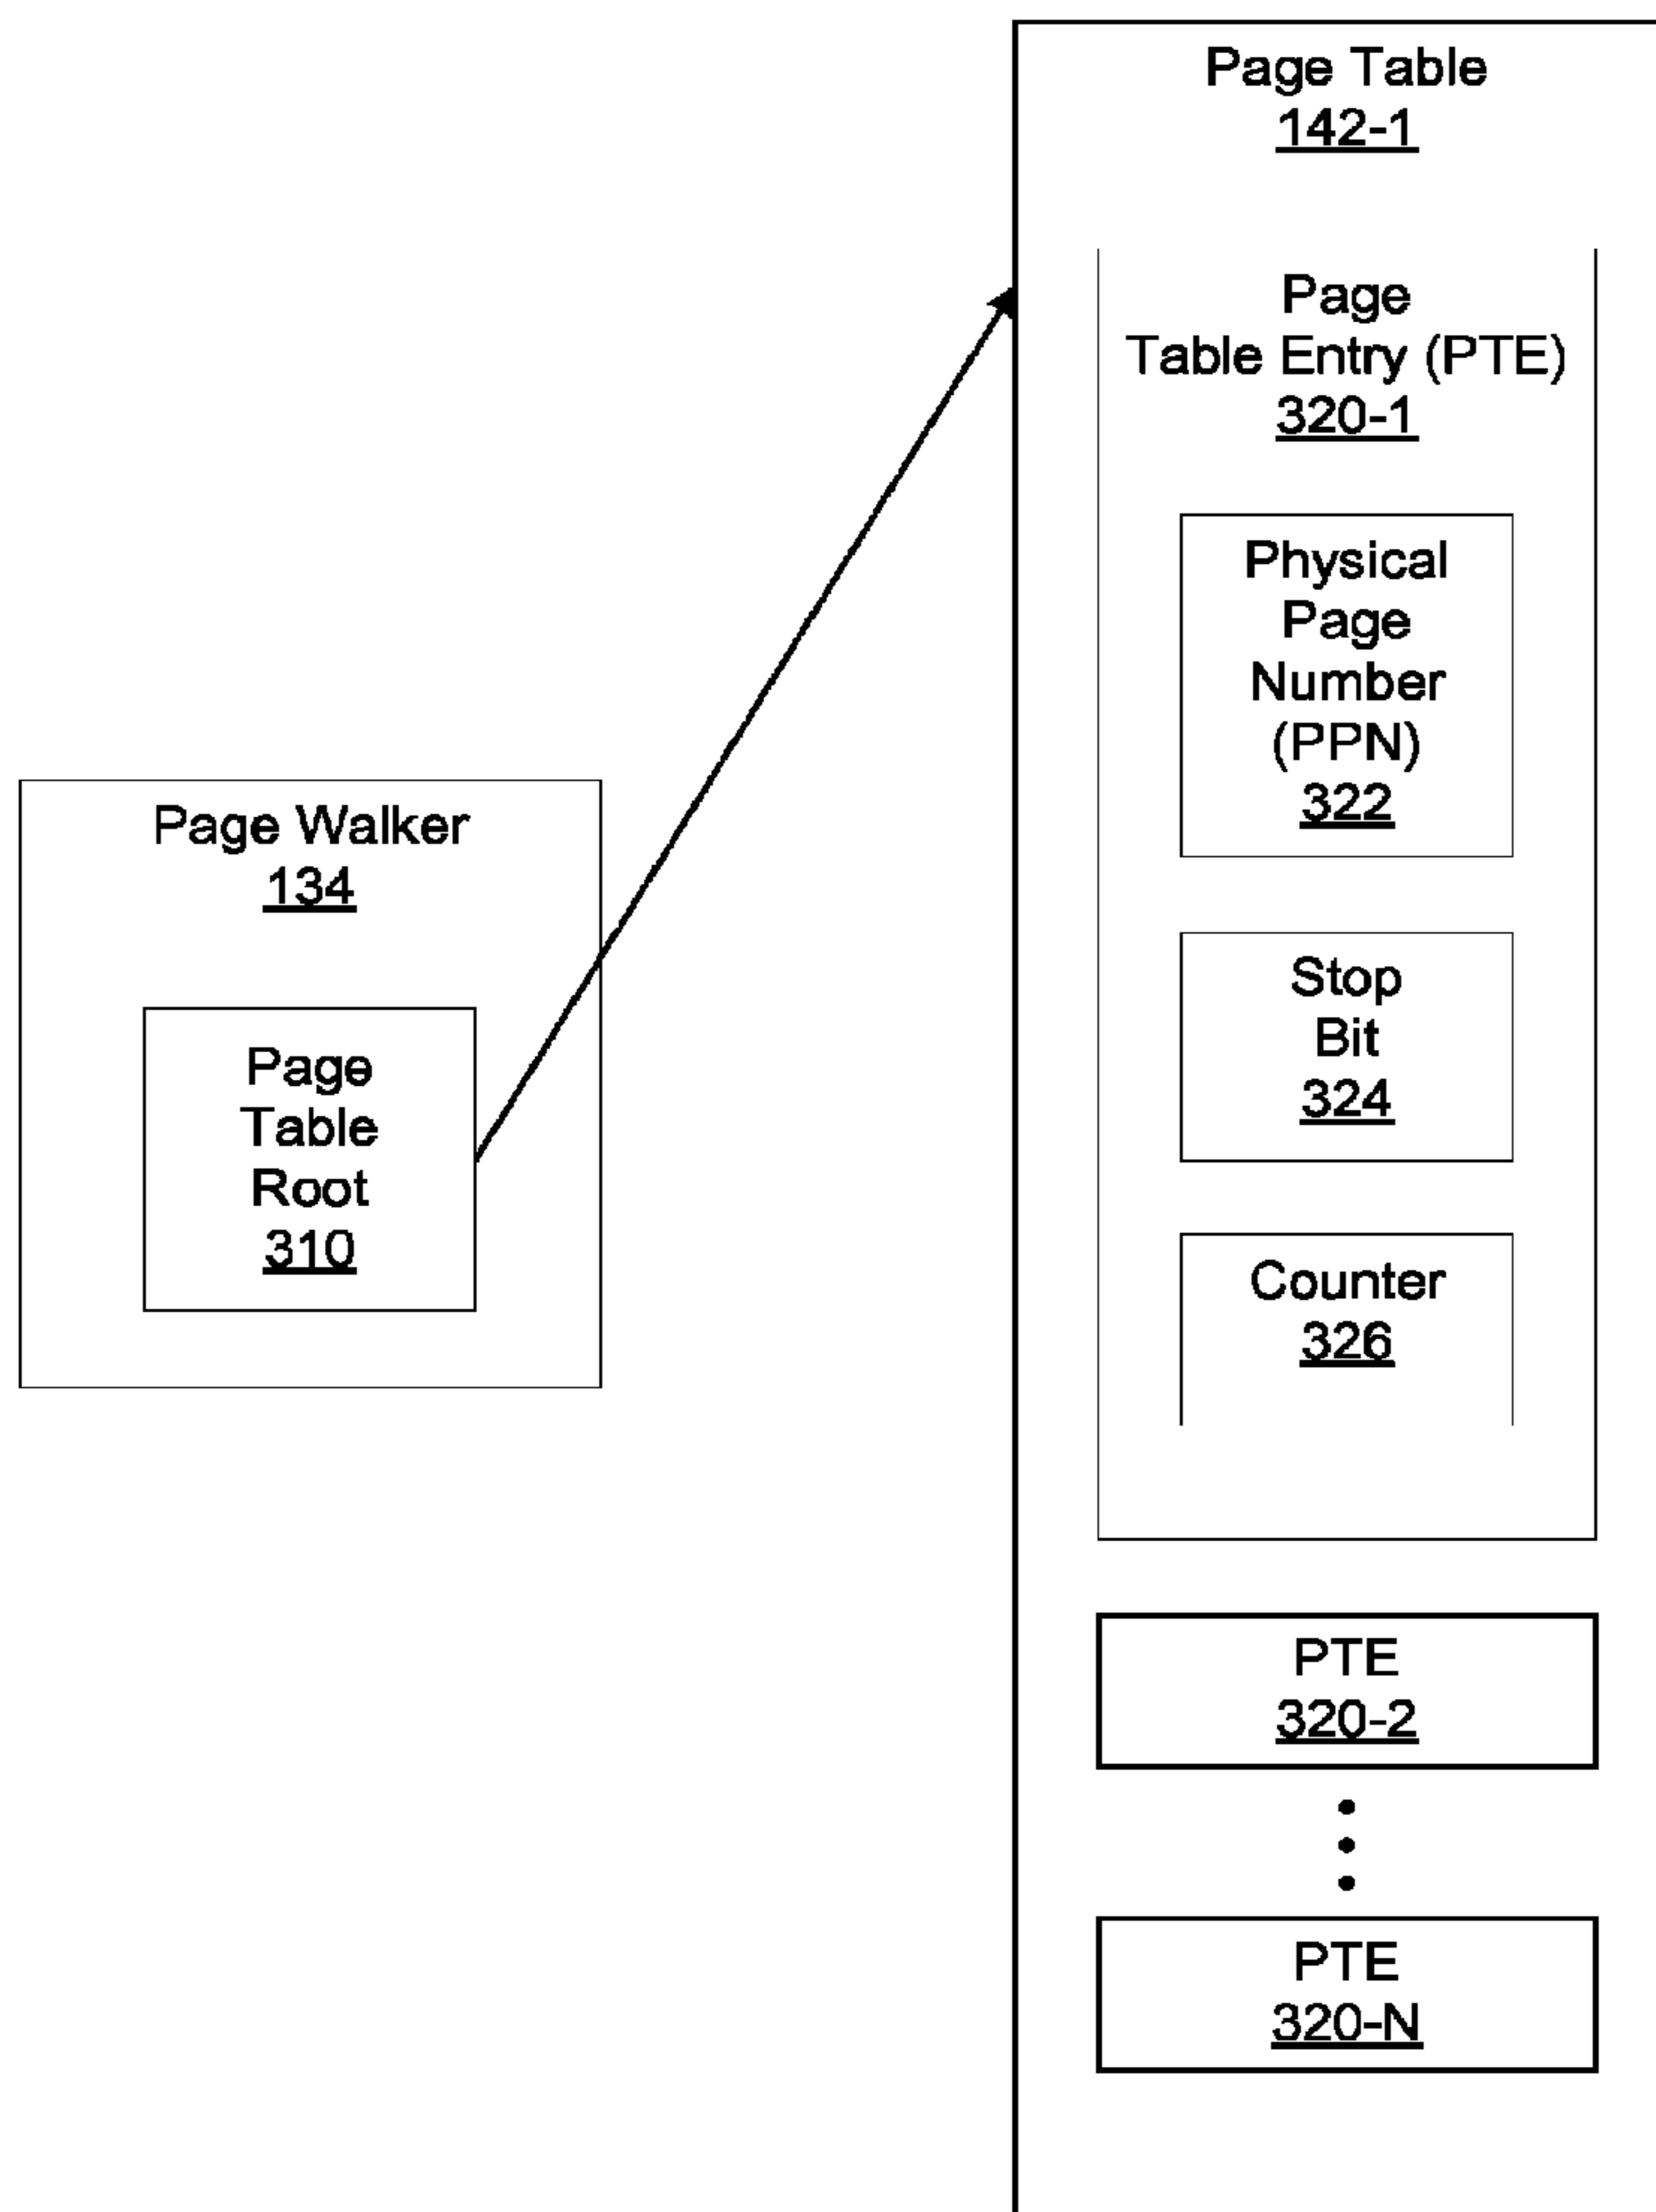 Page Table
142-1
Page
Table Entry (PTE)
320-1
Physical
Page
Number
(PPN)
322
Stop
Bit
324
Counter
326
PTE
320-2
PTE
320-N
Page Walker
134
Page
Table
Root
310